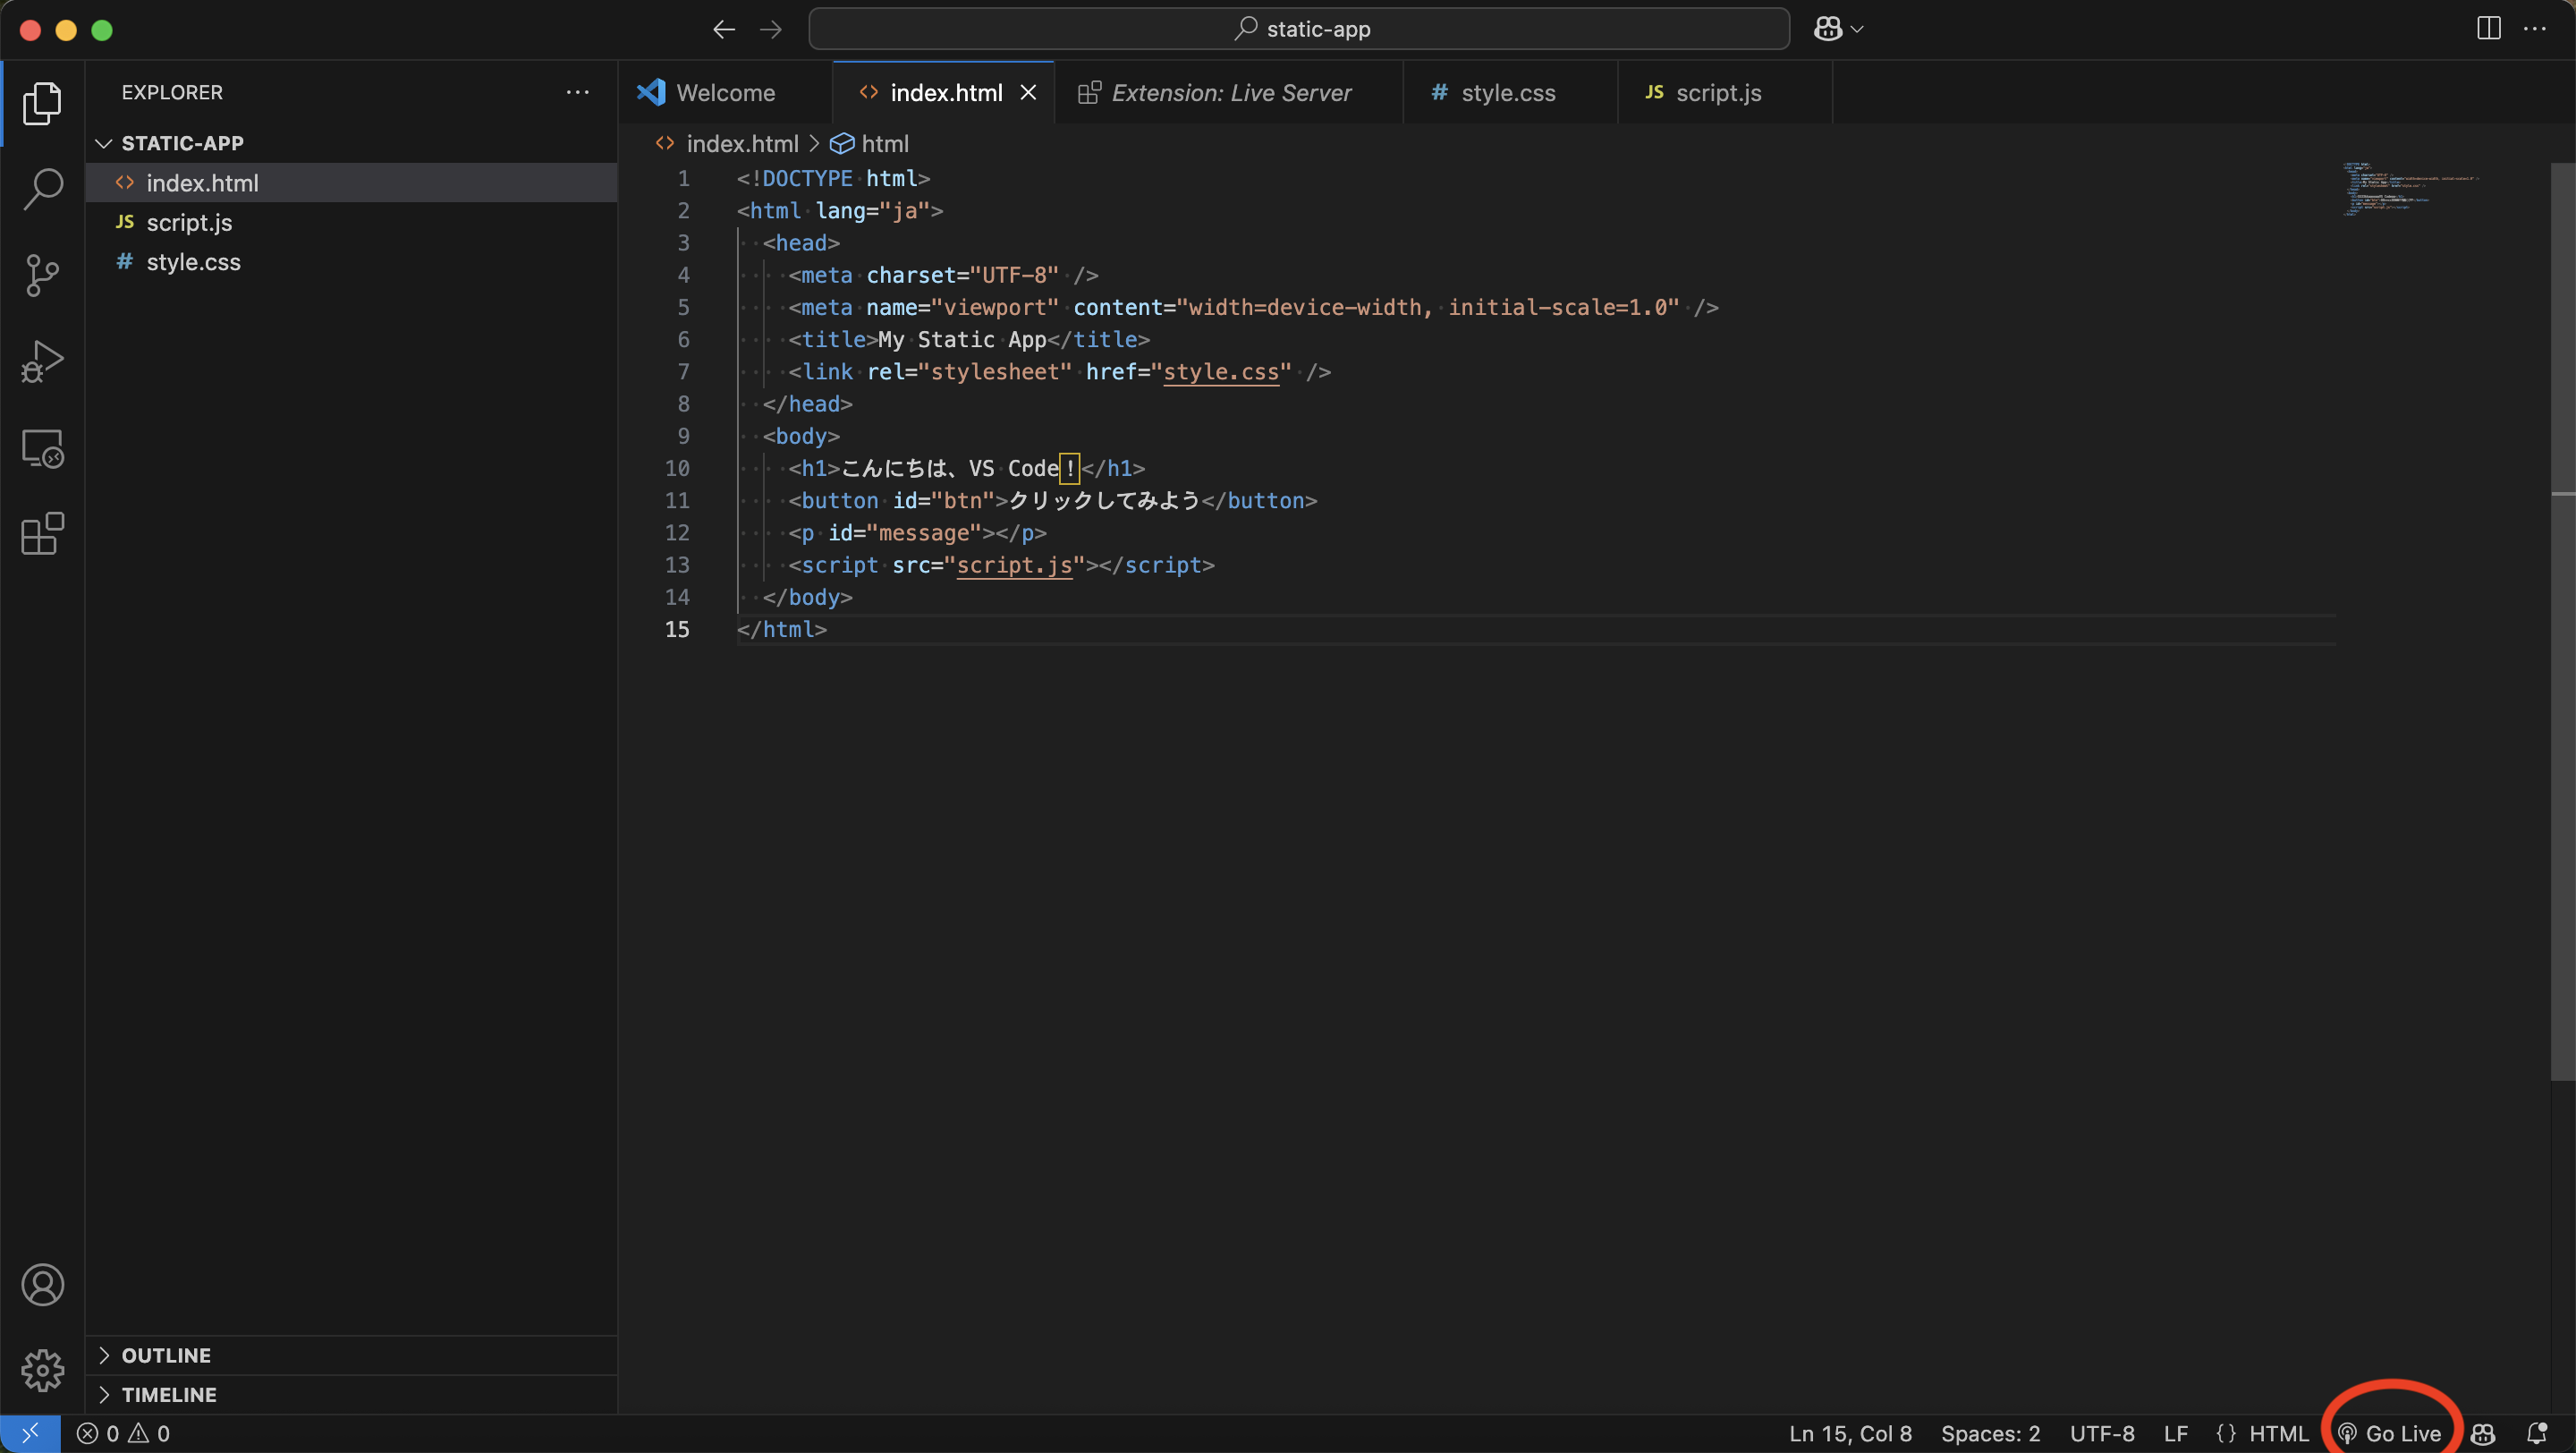 static-app
EXPLORER
STATIC-APP
index.html
JS script.js
# style.css
OUTLINE
TIMELINE
Welcome
<> index.html
Extension: Live Server
# style.css
JS script.js
<> index.html > html
1 <!DOCTYPE html>
2 <html lang="ja">
3 <head>
4 <meta charset="UTF-8" />
5 <meta name="viewport" content="width=device-width, initial-scale=1.0" />
6 <title>My Static App</title>
7 <link rel="stylesheet" href="style.css" />
8 </head>
9 <body>
10 <h1>こんにちは、VS Code！</h1>
11 <button id="btn">クリックしてみよう</button>
12 <p id="message"></p>
13 <script src="script.js"></script>
14 </body>
15 </html>
0 0
Ln 15, Col 8 Spaces: 2 UTF-8 LF {} HTML Go Live